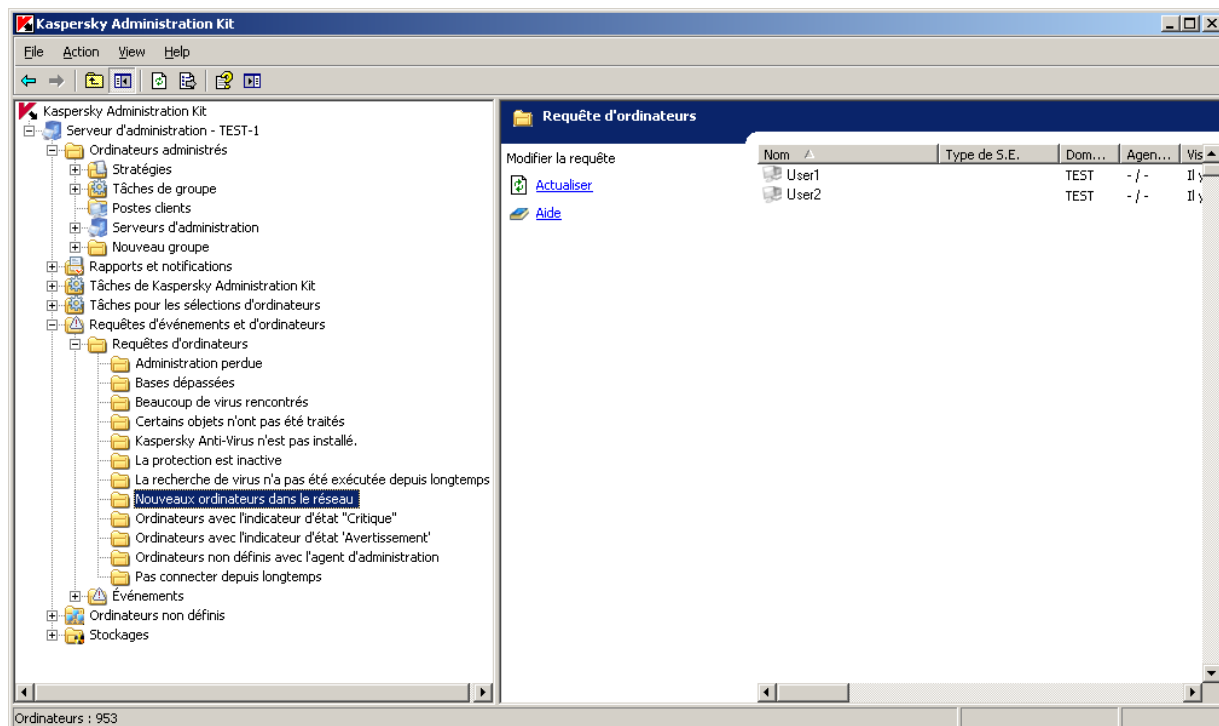 Kaspersky Administration Kit
File Action View Help
Kaspersky Administration Kit
Serveur d'administration - TEST-1
Ordinateurs administrés
Stratégies
Tâches de groupe
Postes clients
Serveurs d'administration
Nouveau groupe
Rapports et notifications
Tâches de Kaspersky Administration Kit
Tâches pour les sélections d'ordinateurs
Requêtes d'événements et d'ordinateurs
Requêtes d'ordinateurs
Administration perdue
Bases dépassées
Beaucoup de virus rencontrés
Certains objets n'ont pas été traités
Kaspersky Anti-Virus n'est pas installé.
La protection est inactive
La recherche de virus n'a pas été exécutée depuis longtemps
Nouveaux ordinateurs dans le réseau
Ordinateurs avec l'indicateur d'état "Critique"
Ordinateurs avec l'indicateur d'état 'Avertissement'
Ordinateurs non définis avec l'agent d'administration
Pas connecter depuis longtemps
Événements
Ordinateurs non définis
Stockages
Requête d'ordinateurs
Modifier la requête
Actualiser
Aide
Nom Type de S.E. Dom... Agen... Vis
User1 TEST - / - Il y
User2 TEST - / - Il y
Ordinateurs : 953